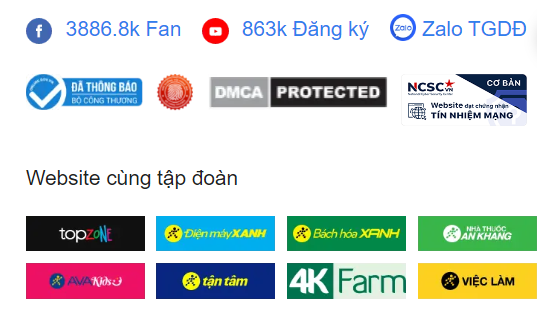 3886.8k Fan 863k Đăng ký Zalo Zalo TGDĐ
ĐÃ THÔNG BÁO
BỘ CÔNG THƯƠNG
DMCA PROTECTED
NCSC.VN
CƠ BẢN
Website đạt chứng nhận
TÍN NHIỆM MẠNG
Website cùng tập đoàn
topzone Điện máy XANH Bách hóa XANH NHÀ THUỐC AN KHANG
AVAKids tận tâm 4K Farm VIỆC LÀM